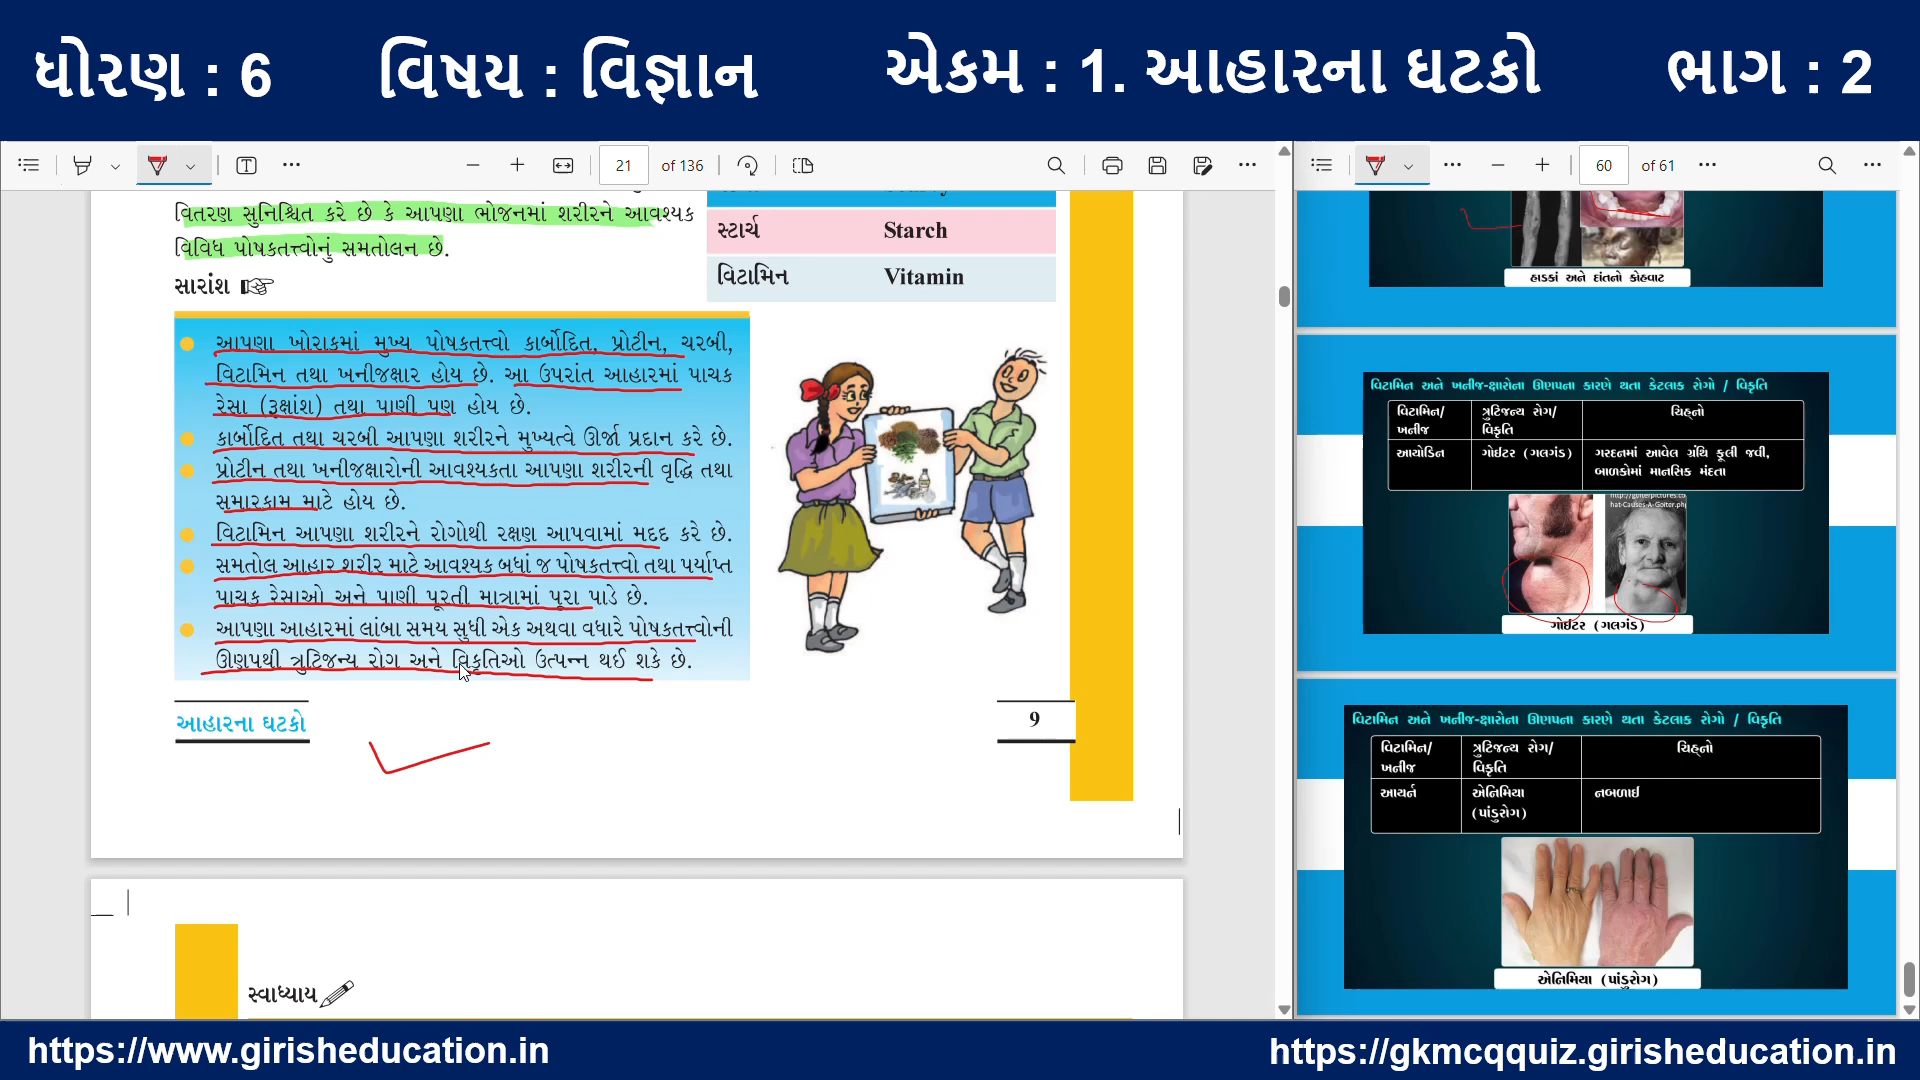 ધોરણ : 6 વિષય : વિજ્ઞાન એકમ : 1. આહારના ઘટકો ભાગ : 2
21 of 136
60 of 61
વિતરણ સુનિશ્ચિત કરે છે કે આપણા ભોજનમાં શરીરને આવશ્યક
વિવિધ પોષકતત્ત્વોનું સમતોલન છે.
સ્ટાર્ચ Starch
વિટામિન Vitamin
સારાંશ
આપણા ખોરાકમાં મુખ્ય પોષકતત્ત્વો કાર્બોદિત, પ્રોટીન, ચરબી,
વિટામિન તથા ખનીજક્ષાર હોય છે. આ ઉપરાંત આહારમાં પાચક
રેસા (રૂક્ષાંશ) તથા પાણી પણ હોય છે.
કાર્બોદિત તથા ચરબી આપણા શરીરને મુખ્યત્વે ઊર્જા પ્રદાન કરે છે.
પ્રોટીન તથા ખનીજક્ષારોની આવશ્યકતા આપણા શરીરની વૃદ્ધિ તથા
સમારકામ માટે હોય છે.
વિટામિન આપણા શરીરને રોગોથી રક્ષણ આપવામાં મદદ કરે છે.
સમતોલ આહાર શરીર માટે આવશ્યક બધાં જ પોષકતત્ત્વો તથા પર્યાપ્ત
પાચક રેસાઓ અને પાણી પૂરતી માત્રામાં પૂરા પાડે છે.
આપણા આહારમાં લાંબા સમય સુધી એક અથવા વધારે પોષકતત્ત્વોની
ઊણપથી ત્રુટિજન્ય રોગ અને વિકૃતિઓ ઉત્પન્ન થઈ શકે છે.
આહારના ઘટકો
9
સ્વાધ્યાય
હાડકાં અને દાંતનો કોહવાટ
વિટામિન અને ખનીજ-ક્ષારોના ઊણપના કારણે થતા કેટલાક રોગો / વિકૃતિ
વિટામિન/ ત્રુટિજન્ય રોગ/ ચિહ્નો
ખનીજ વિકૃતિ
આયોડિન ગોઈટર (ગલગંડ) ગરદનમાં આવેલ ગ્રંથિ ફૂલી જવી,
બાળકોમાં માનસિક મંદતા
ગોઈટર (ગલગંડ)
વિટામિન અને ખનીજ-ક્ષારોના ઊણપના કારણે થતા કેટલાક રોગો / વિકૃતિ
વિટામિન/ ત્રુટિજન્ય રોગ/ ચિહ્નો
ખનીજ વિકૃતિ
આયર્ન એનિમિયા નબળાઈ
(પાંડુરોગ)
એનિમિયા (પાંડુરોગ)
https://www.girisheducation.in
https://gkmcqquiz.girisheducation.in